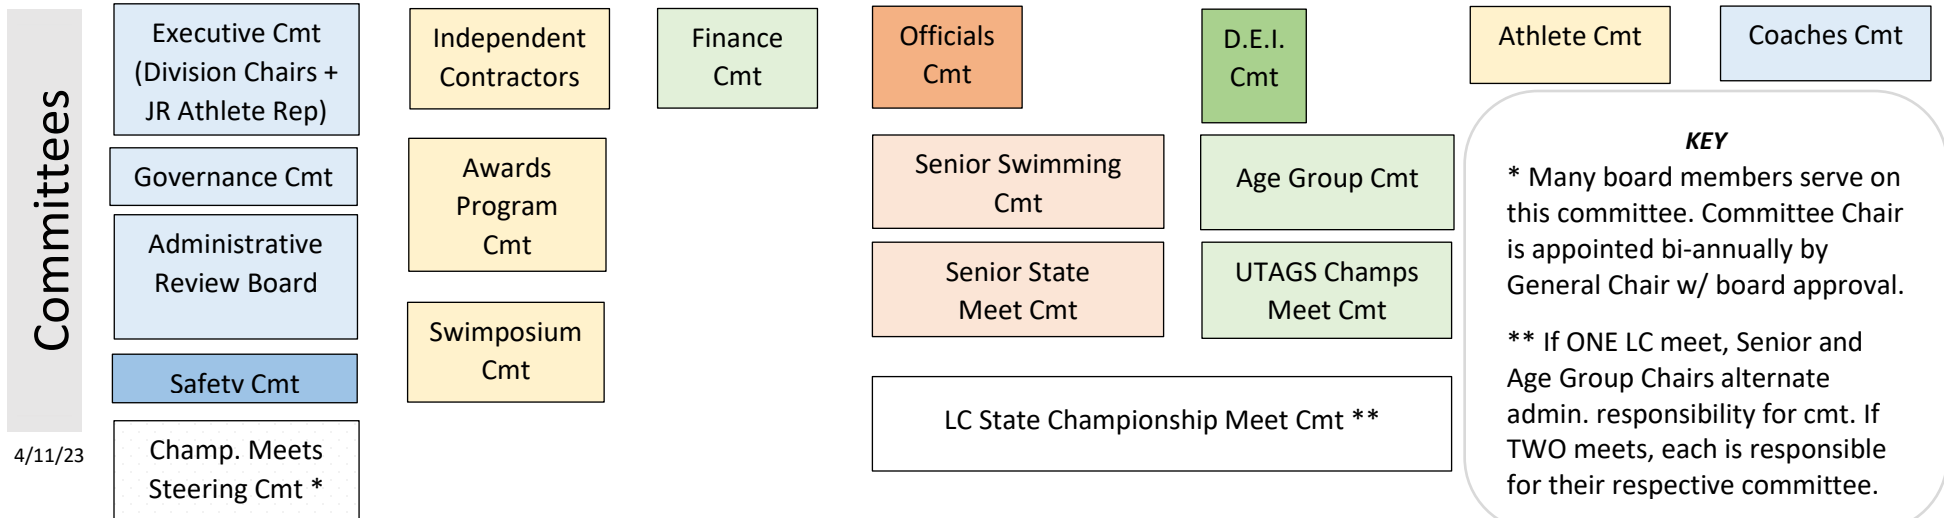 Committees
4/11/23
Executive Cmt
(Division Chairs +
JR Athlete Rep)
Governance Cmt
Administrative
Review Board
Safety Cmt
Champ. Meets
Steering Cmt *
Independent
Contractors
Awards
Program
Cmt
Swimposium
Cmt
Finance
Cmt
Officials
Cmt
Senior Swimming
Cmt
Senior State
Meet Cmt
LC State Championship Meet Cmt **
D.E.I.
Cmt
Age Group Cmt
UTAGS Champs
Meet Cmt
Athlete Cmt
Coaches Cmt
KEY
* Many board members serve on
this committee. Committee Chair
is appointed bi-annually by
General Chair w/ board approval.
** If ONE LC meet, Senior and
Age Group Chairs alternate
admin. responsibility for cmt. If
TWO meets, each is responsible
for their respective committee.